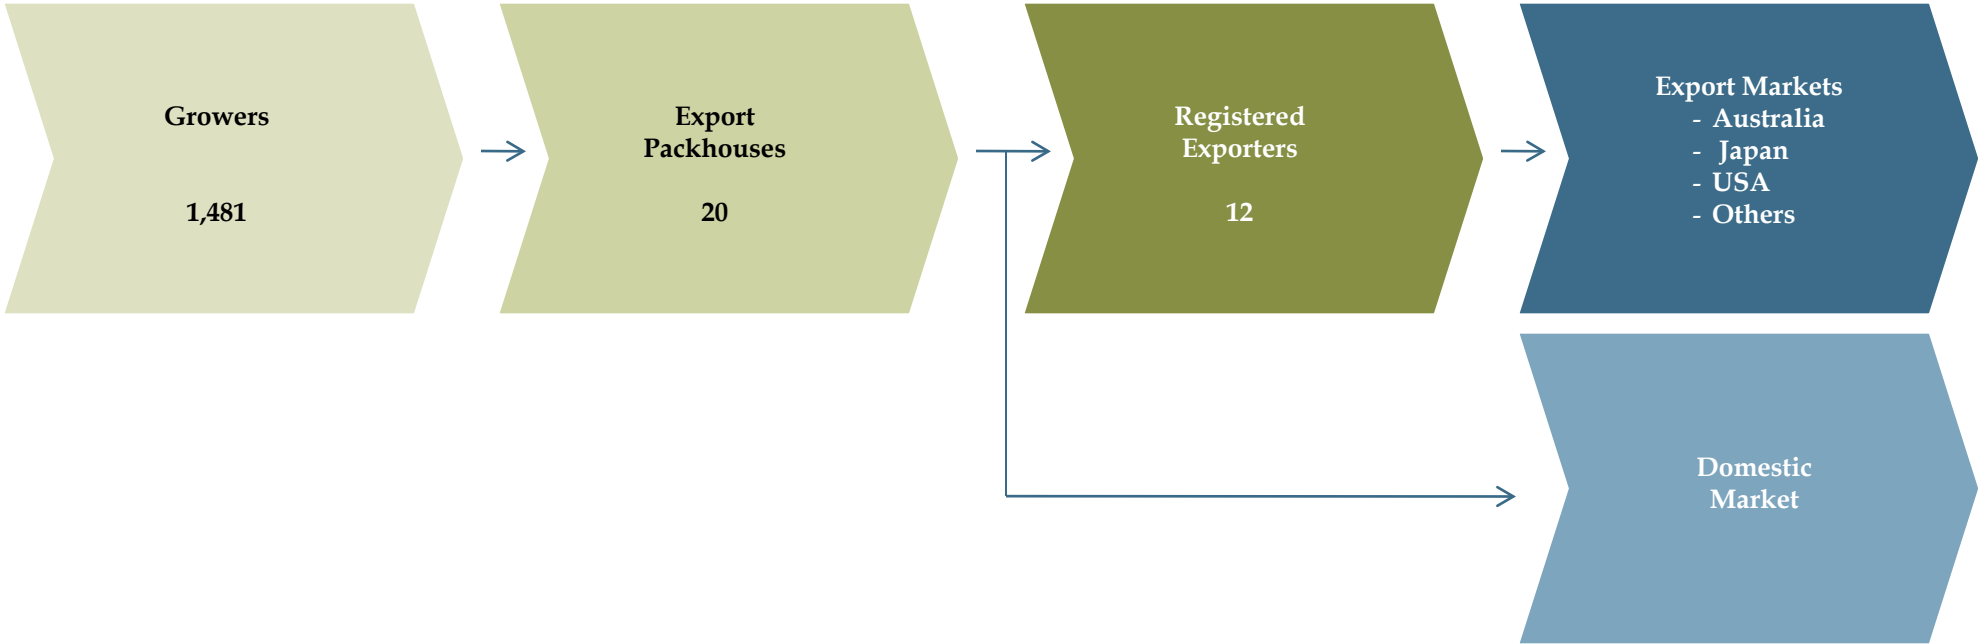 Growers
1,481
Export
Packhouses
20
Registered
Exporters
12
Export Markets
- Australia
- Japan
- USA
- Others
Domestic
Market